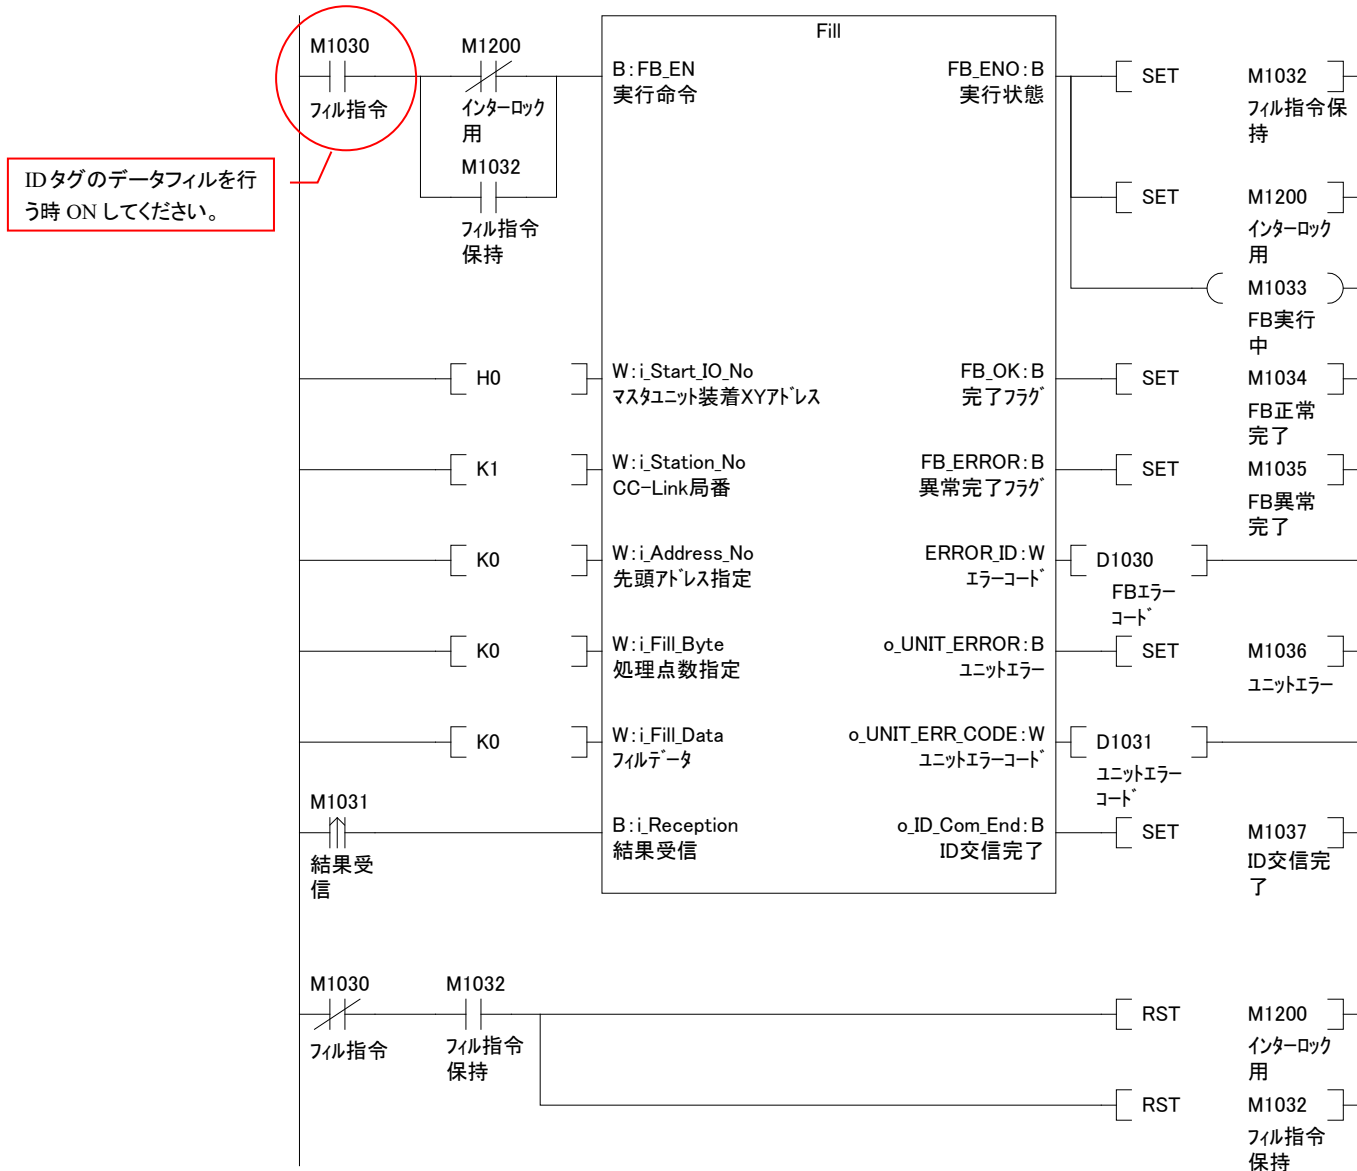 Fill
M1030
M1200
B:FB_EN
FB_ENO:B
SET
M1032
フィル指令
インターロック
用
実行命令
実行状態
フィル指令保
持
IDタグのデータフィルを行
う時 ON してください。
M1032
フィル指令
保持
SET
M1200
インターロック
用
M1033
FB実行
中
H0
W:i_Start_IO_No
マスタユニット装着XYアドレス
FB_OK:B
完了フラグ
SET
M1034
FB正常
完了
K1
W:i_Station_No
CC-Link局番
FB_ERROR:B
異常完了フラグ
SET
M1035
FB異常
完了
K0
W:i_Address_No
先頭アドレス指定
ERROR_ID:W
エラーコード
D1030
FBエラー
コード
K0
W:i_Fill_Byte
処理点数指定
o_UNIT_ERROR:B
ユニットエラー
SET
M1036
ユニットエラー
K0
W:i_Fill_Data
フィルデータ
o_UNIT_ERR_CODE:W
ユニットエラーコード
D1031
ユニットエラー
コード
M1031
結果受
信
B:i_Reception
結果受信
o_ID_Com_End:B
ID交信完了
SET
M1037
ID交信完
了
M1030
フィル指令
M1032
フィル指令
保持
RST
M1200
インターロック
用
RST
M1032
フィル指令
保持